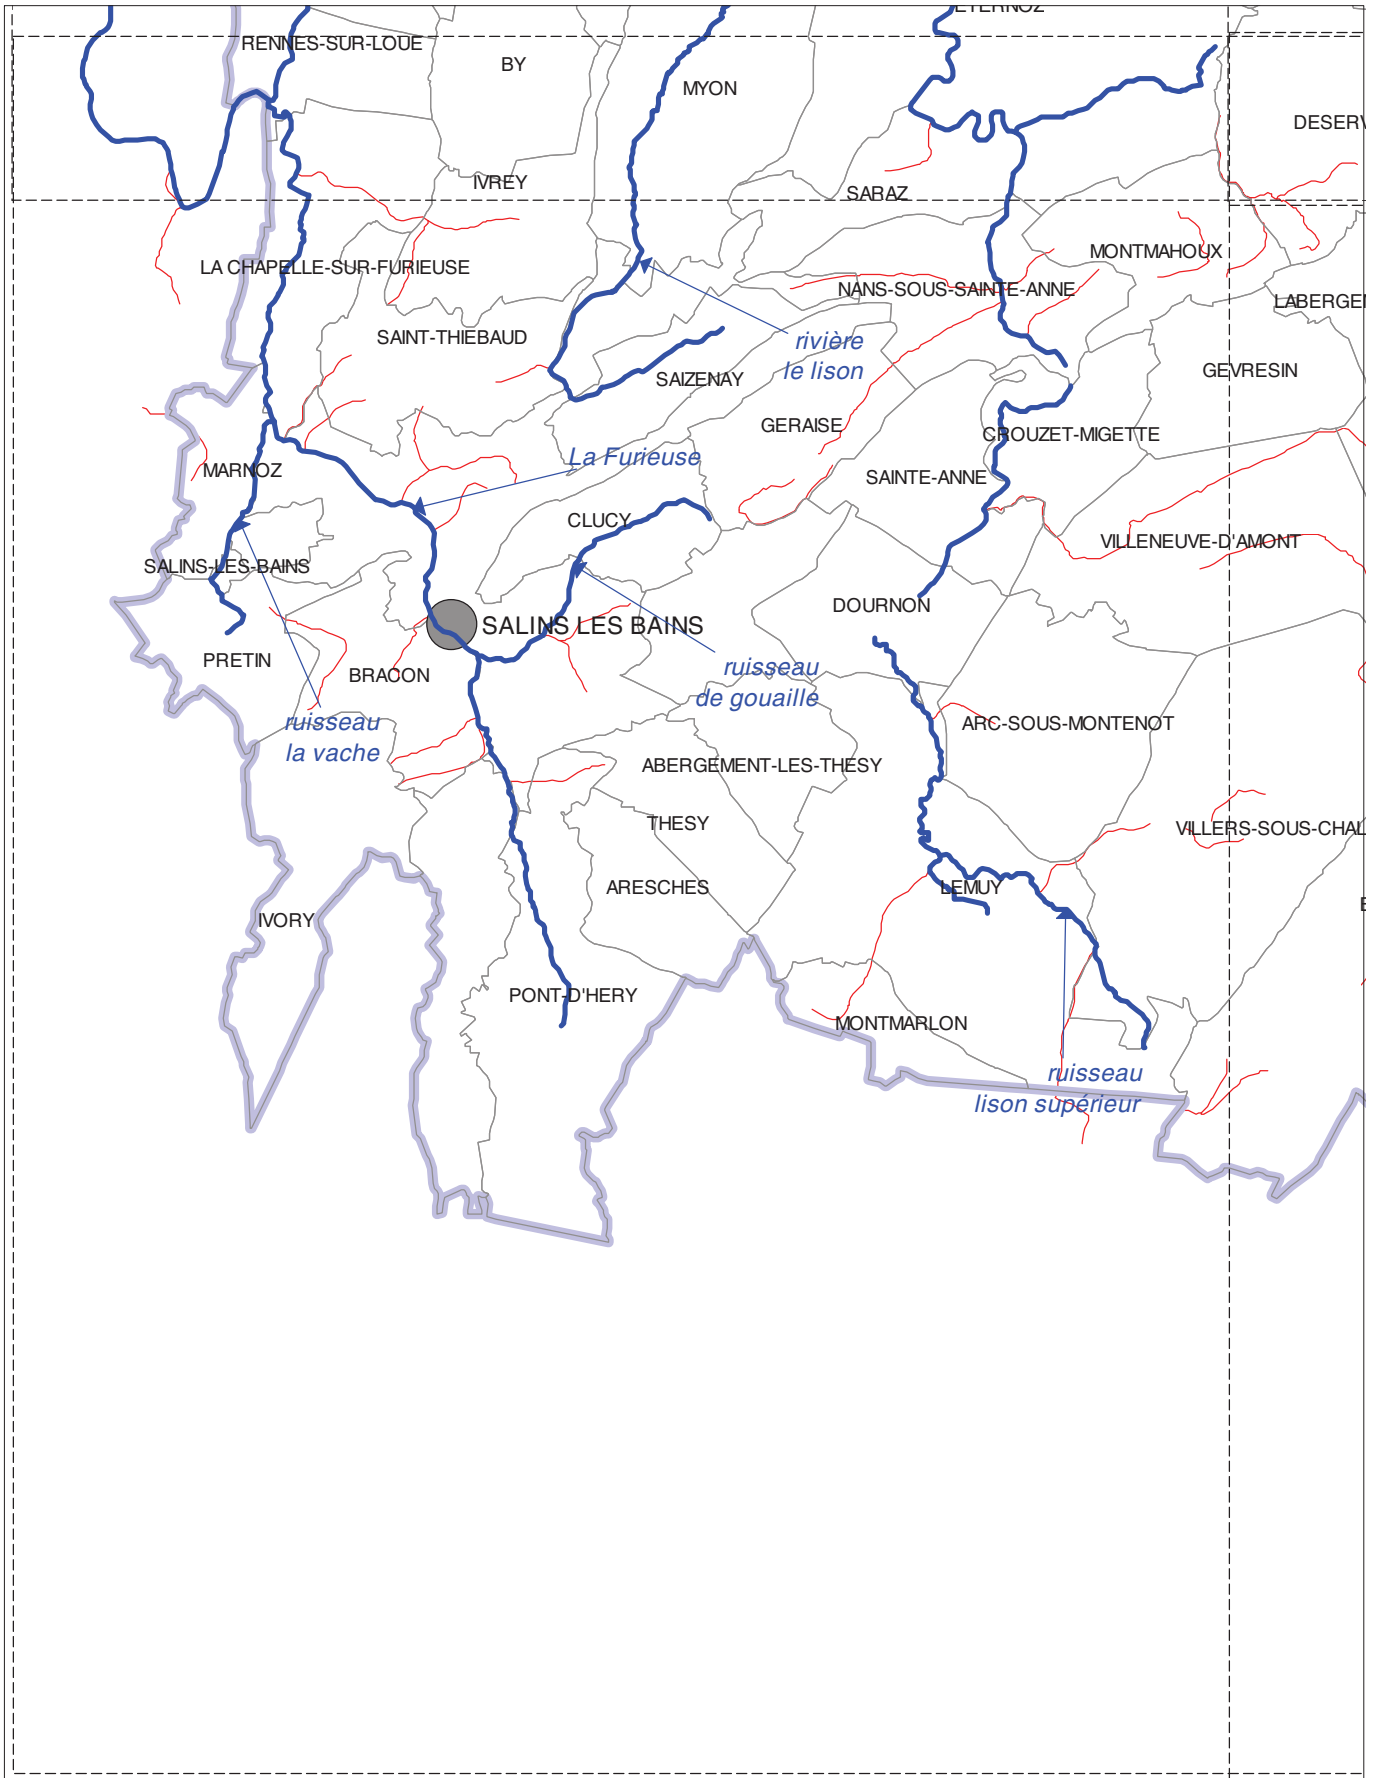 ETERNOZ
RENNES-SUR-LOUE
BY
MYON
IVREY
SARAZ
LA CHAPELLE-SUR-FURIEUSE
MONTMAHOUX
NANS-SOUS-SAINTE-ANNE
SAINT-THIEBAUD
rivière
le lison
SAIZENAY
GEVRESIN
GERAISE
CROUZET-MIGETTE
La Furieuse
MARNOZ
SAINTE-ANNE
CLUCY
VILLENEUVE-D'AMONT
SALINS-LES-BAINS
DOURNON
SALINS LES BAINS
PRETIN
BRACON
ruisseau
de gouaille
ruisseau
la vache
ARC-SOUS-MONTENOT
ABERGEMENT-LES-THESY
THESY
VILLERS-SOUS-CHAL
ARESCHES
LEMUY
IVORY
PONT-D'HERY
MONTMARLON
ruisseau
lison supérieur
DESERV
LABERGE